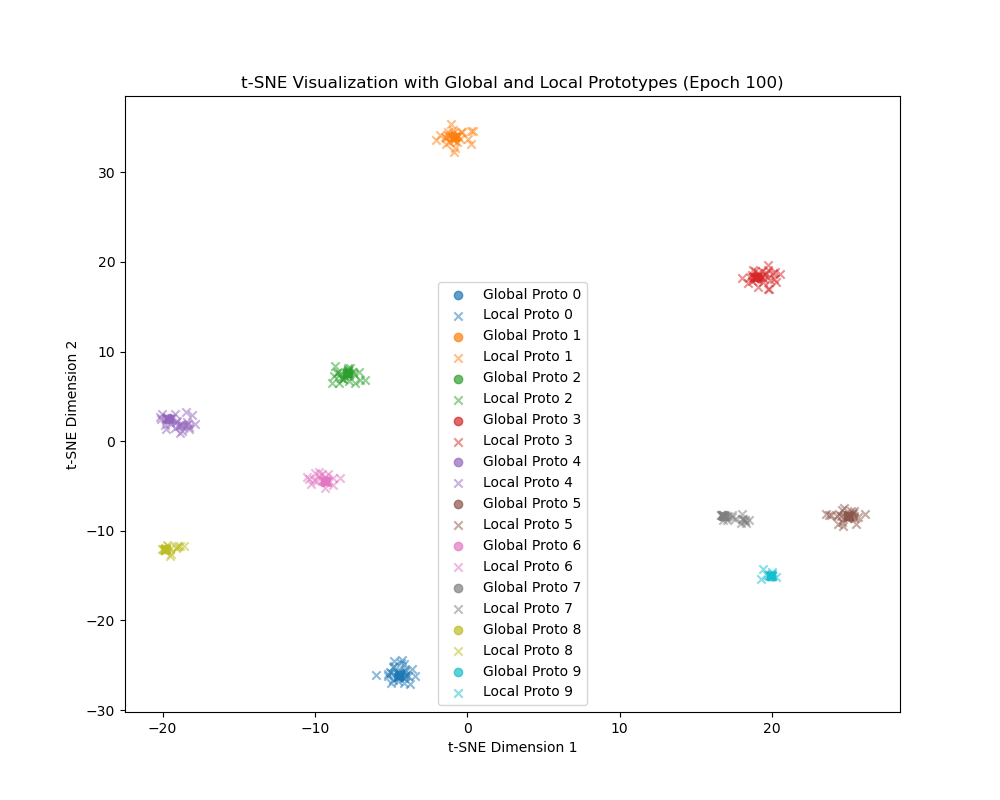 t-SNE Visualization with Global and Local Prototypes (Epoch 100)
30
20
10
0
−10
−20
−30
t-SNE Dimension 2
Global Proto 0
Local Proto 0
Global Proto 1
Local Proto 1
Global Proto 2
Local Proto 2
Global Proto 3
Local Proto 3
Global Proto 4
Local Proto 4
Global Proto 5
Local Proto 5
Global Proto 6
Local Proto 6
Global Proto 7
Local Proto 7
Global Proto 8
Local Proto 8
Global Proto 9
Local Proto 9
−20 −10 0 10 20
t-SNE Dimension 1